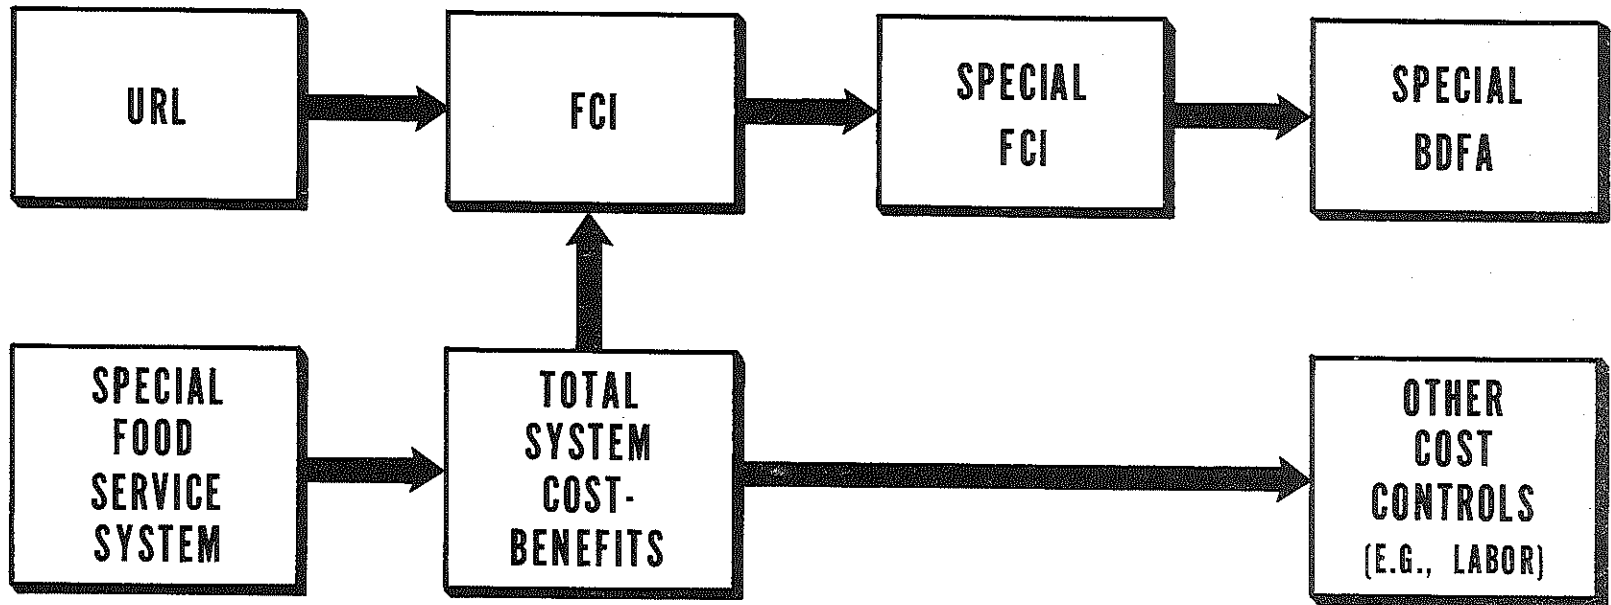 URL
FCI
SPECIAL
FCI
SPECIAL
BDFA
SPECIAL
FOOD
SERVICE
SYSTEM
TOTAL
SYSTEM
COST-
BENEFITS
OTHER
COST
CONTROLS
(E.G., LABOR)